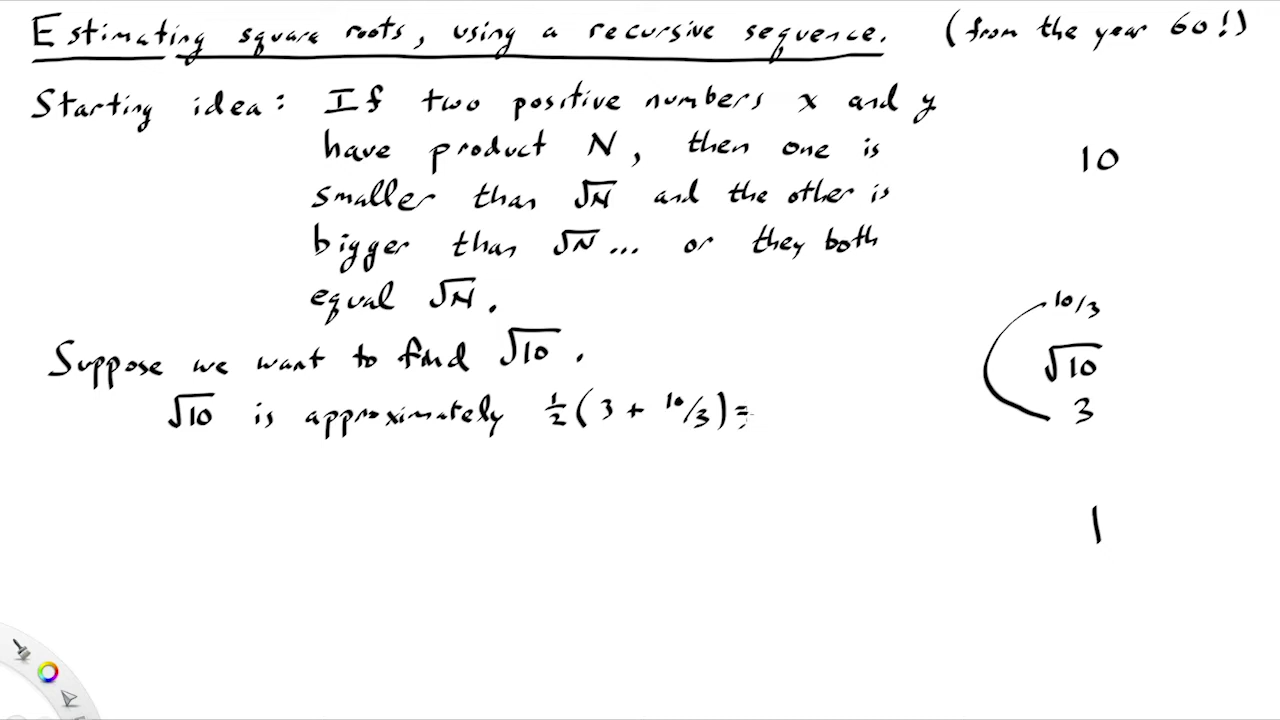 Estimating square roots, using a recursive sequence. (from the year 60!)
Starting idea: If two positive numbers x and y
have product N, then one is
smaller than √N and the other is
bigger than √N... or they both
equal √N.
Suppose we want to find √10.
√10 is approximately ½(3 + 10/3) =
10
10/3
√10
3
1